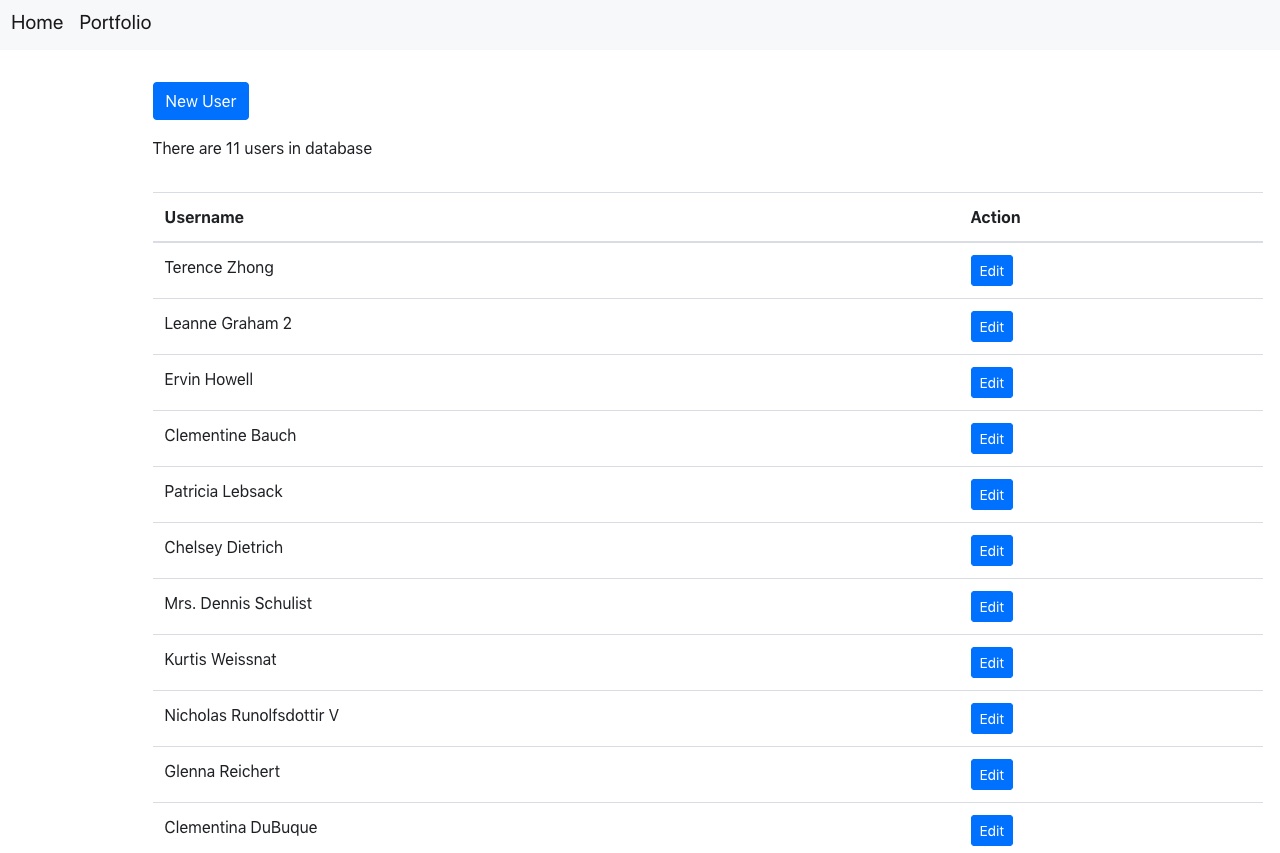 Home Portfolio
New User
There are 11 users in database
Username Action
Terence Zhong Edit
Leanne Graham 2 Edit
Ervin Howell Edit
Clementine Bauch Edit
Patricia Lebsack Edit
Chelsey Dietrich Edit
Mrs. Dennis Schulist Edit
Kurtis Weissnat Edit
Nicholas Runolfsdottir V Edit
Glenna Reichert Edit
Clementina DuBuque Edit